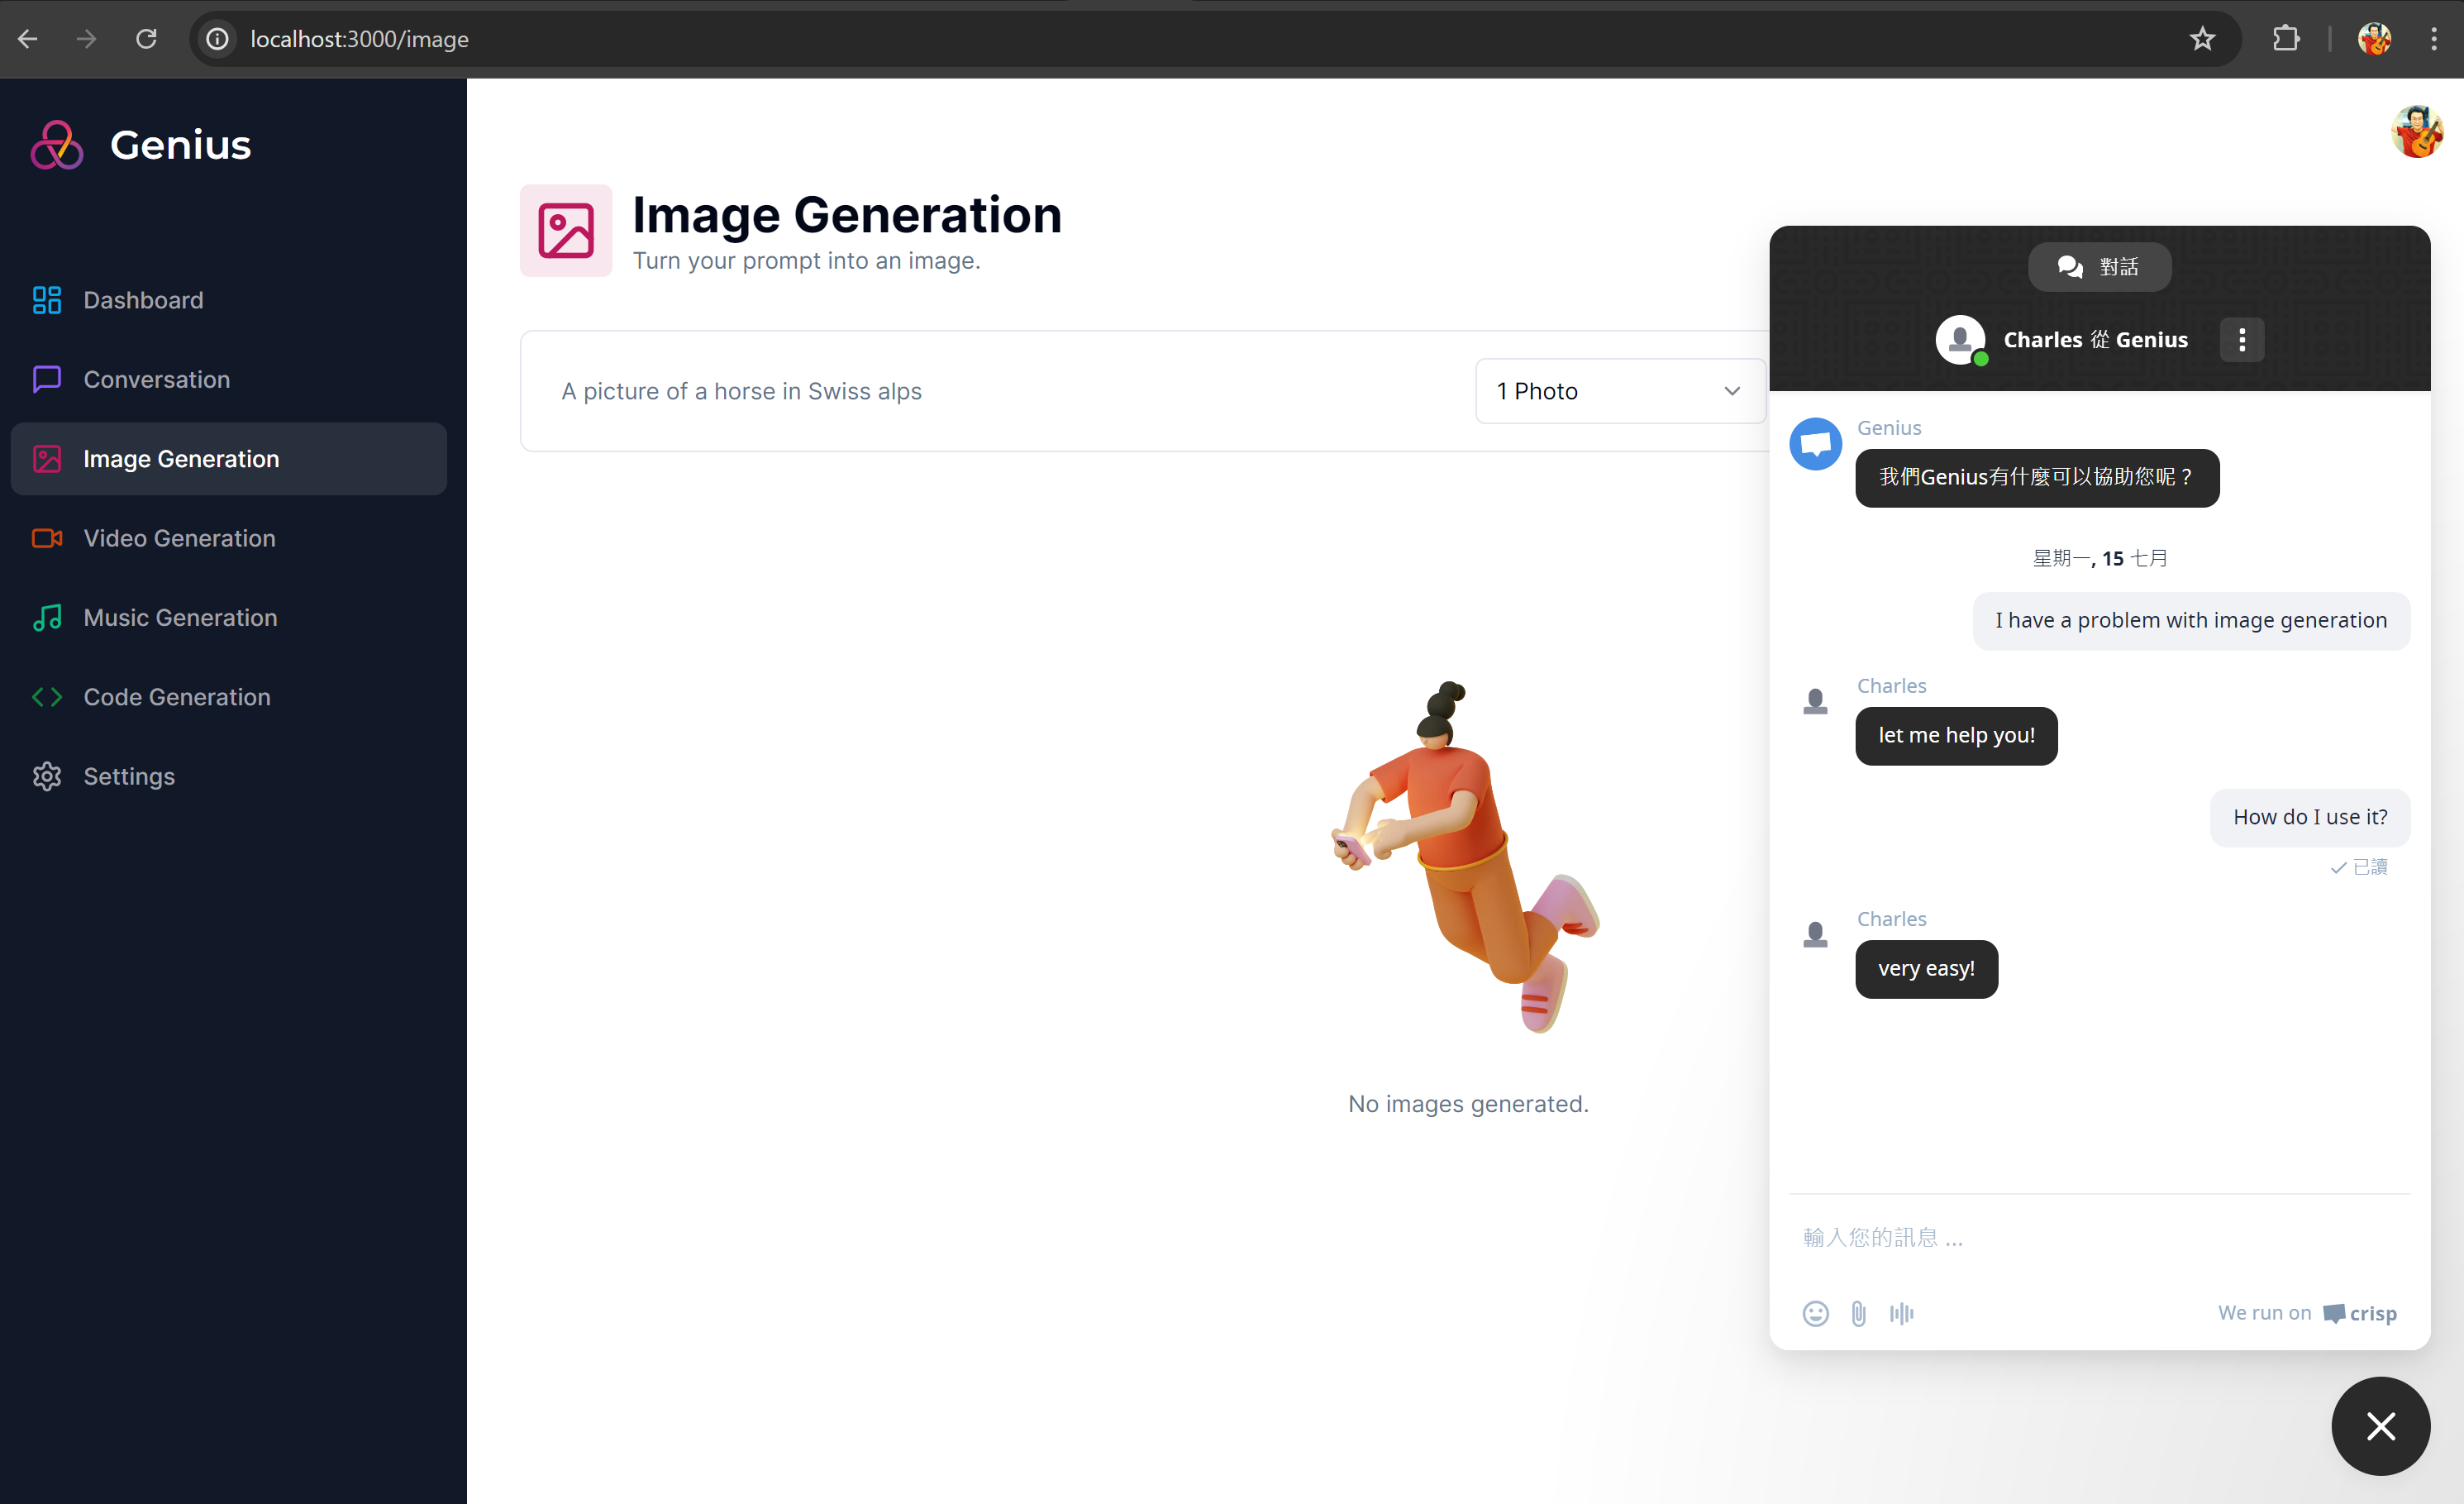 localhost:3000/image
Genius
Dashboard
Conversation
Image Generation
Video Generation
Music Generation
Code Generation
Settings
Image Generation
Turn your prompt into an image.
A picture of a horse in Swiss alps
1 Photo
No images generated.
對話
Charles 從 Genius
Genius
我們Genius有什麼可以協助您呢？
星期一, 15 七月
I have a problem with image generation
Charles
let me help you!
How do I use it?
已讀
Charles
very easy!
輸入您的訊息 ...
We run on crisp